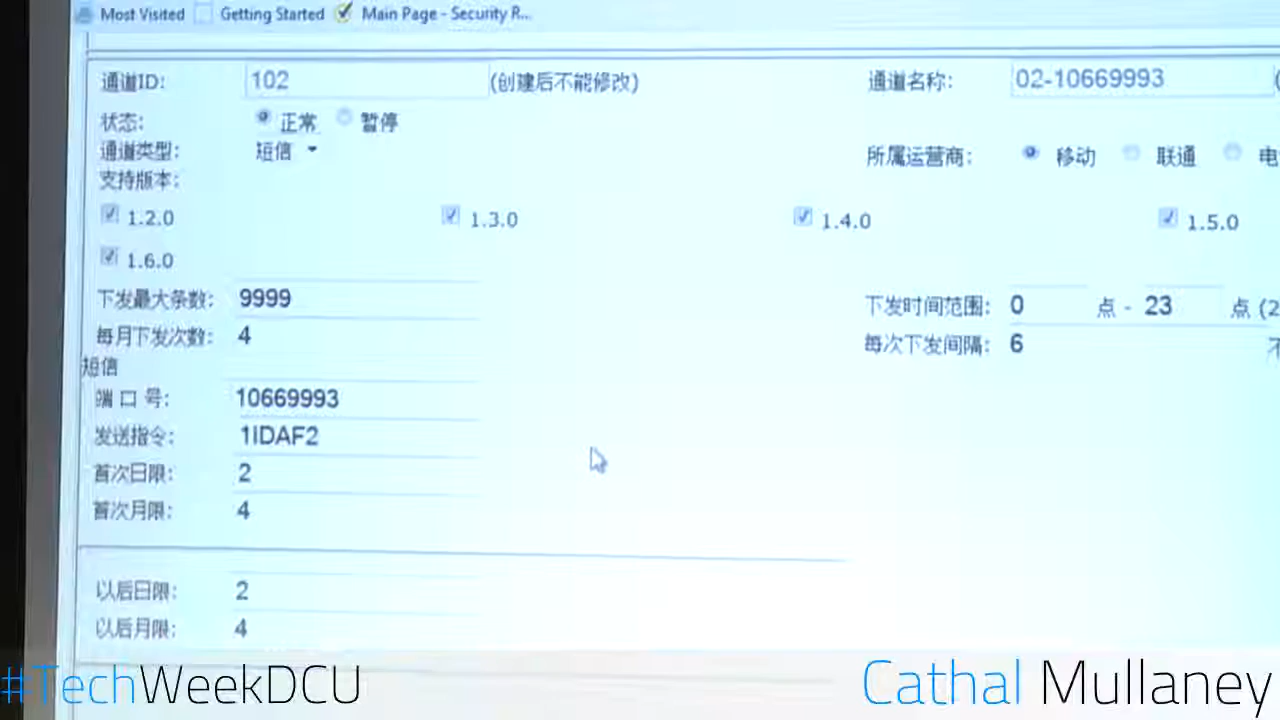 Most Visited Getting Started Main Page - Security R...
通道ID: 102 (创建后不能修改) 通道名称: 02-10669993
状态: 正常 暂停
通道类型: 短信 所属运营商: 移动 联通
支持版本:
1.2.0 1.3.0 1.4.0 1.5.0
1.6.0
下发最大条数: 9999 下发时间范围: 0 点 - 23 点 (2
每月下发次数: 4 每次下发间隔: 6
短信
端 口 号: 10669993
发送指令: 1IDAF2
首次日限: 2
首次月限: 4
以后日限: 2
以后月限: 4
#TechWeekDCU Cathal Mullaney